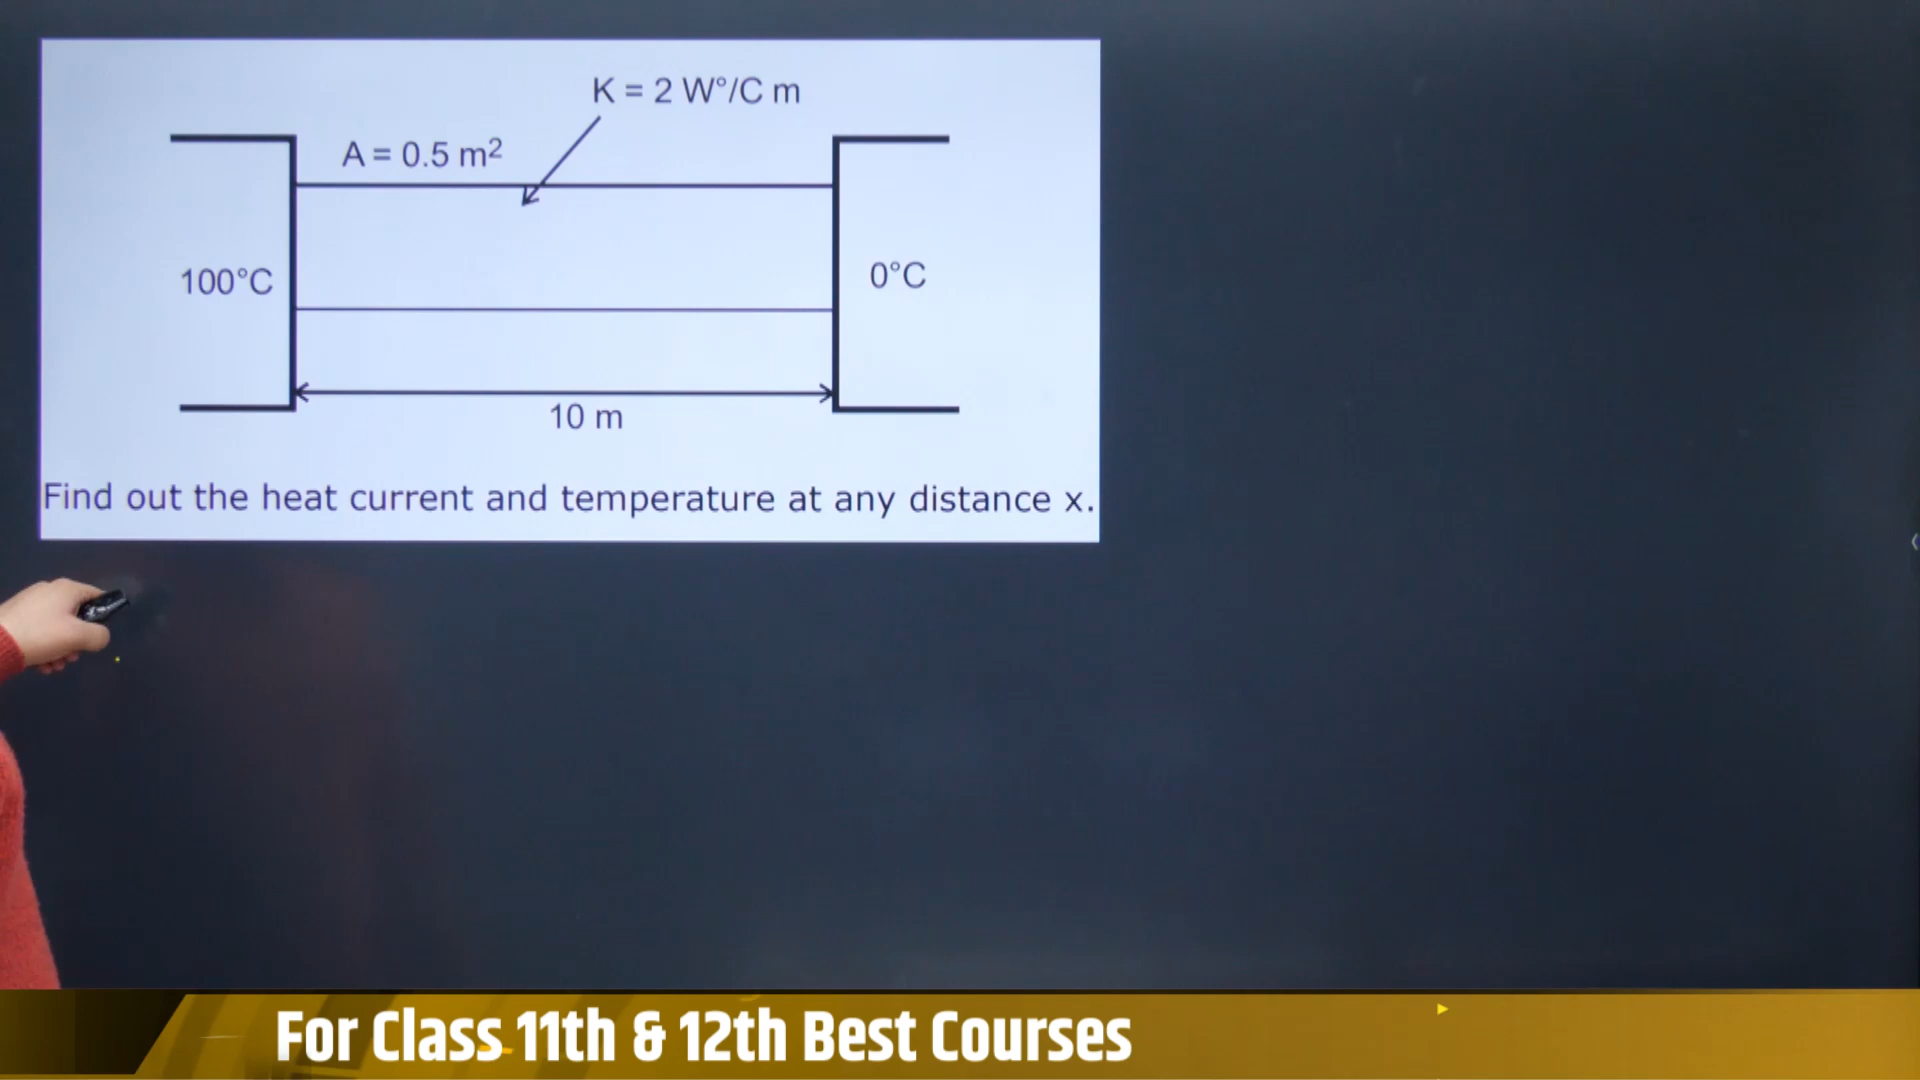 K = 2 W°/C m
A = 0.5 m²
100°C
0°C
10 m
Find out the heat current and temperature at any distance x.
For Class 11th & 12th Best Courses